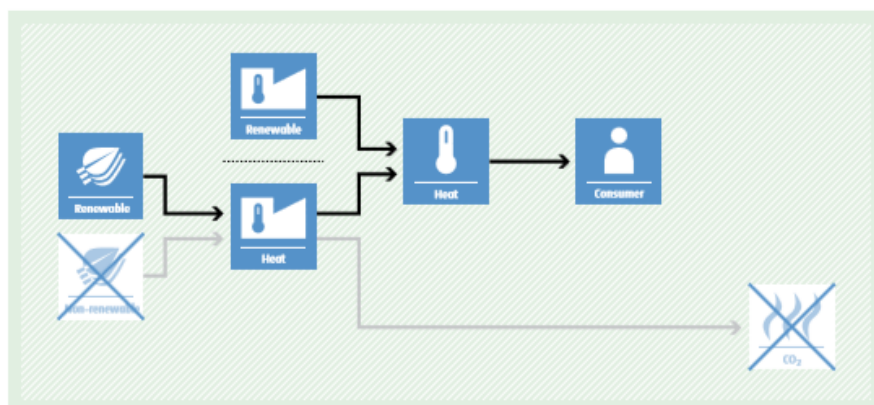 Renewable
Renewable
Heat
Consumer
Heat
Non-renewable
CO₂